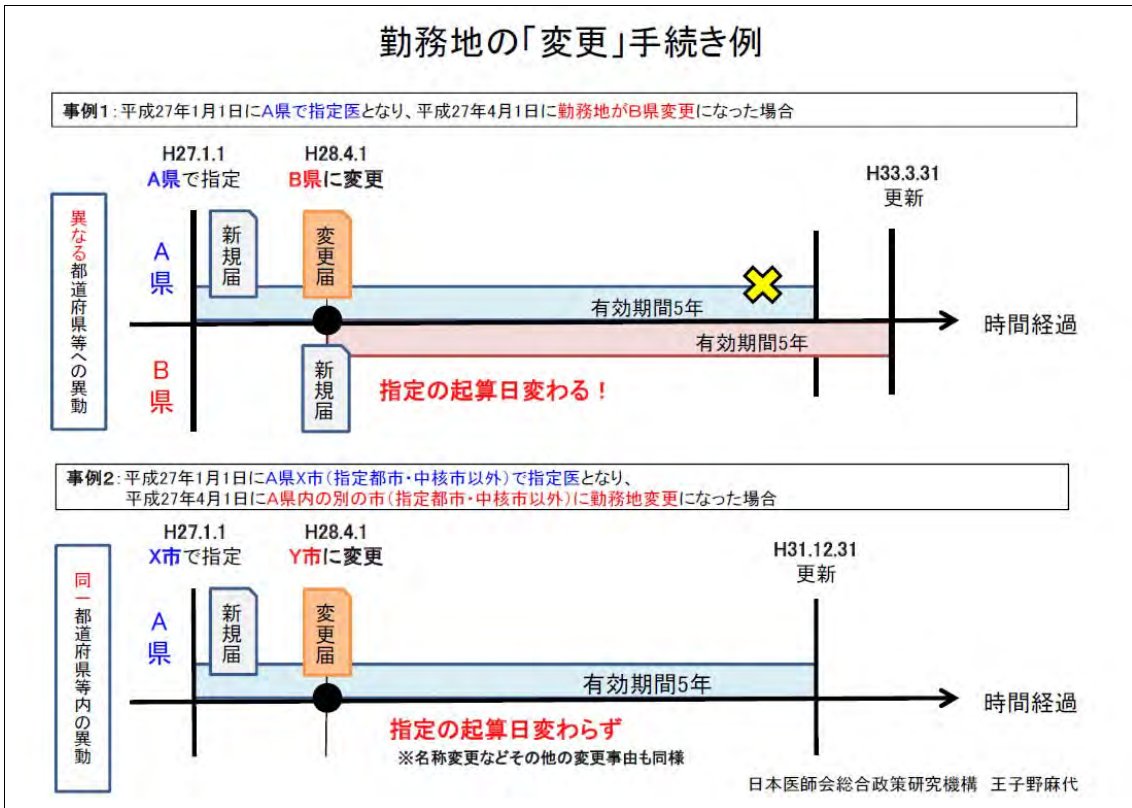 勤務地の「変更」手続き例
事例1：平成27年1月1日にA県で指定医となり、平成27年4月1日に勤務地がB県変更になった場合
H27.1.1
A県で指定
H28.4.1
B県に変更
H33.3.31
更新
異なる都道府県等への異動
A県
新規届
変更届
有効期間5年
時間経過
B県
新規届
有効期間5年
指定の起算日変わる！
事例2：平成27年1月1日にA県X市（指定都市・中核市以外）で指定医となり、
平成27年4月1日にA県内の別の市（指定都市・中核市以外）に勤務地変更になった場合
H27.1.1
X市で指定
H28.4.1
Y市に変更
H31.12.31
更新
同一都道府県等内の異動
A県
新規届
変更届
有効期間5年
時間経過
指定の起算日変わらず
※名称変更などその他の変更事由も同様
日本医師会総合政策研究機構　王子野麻代